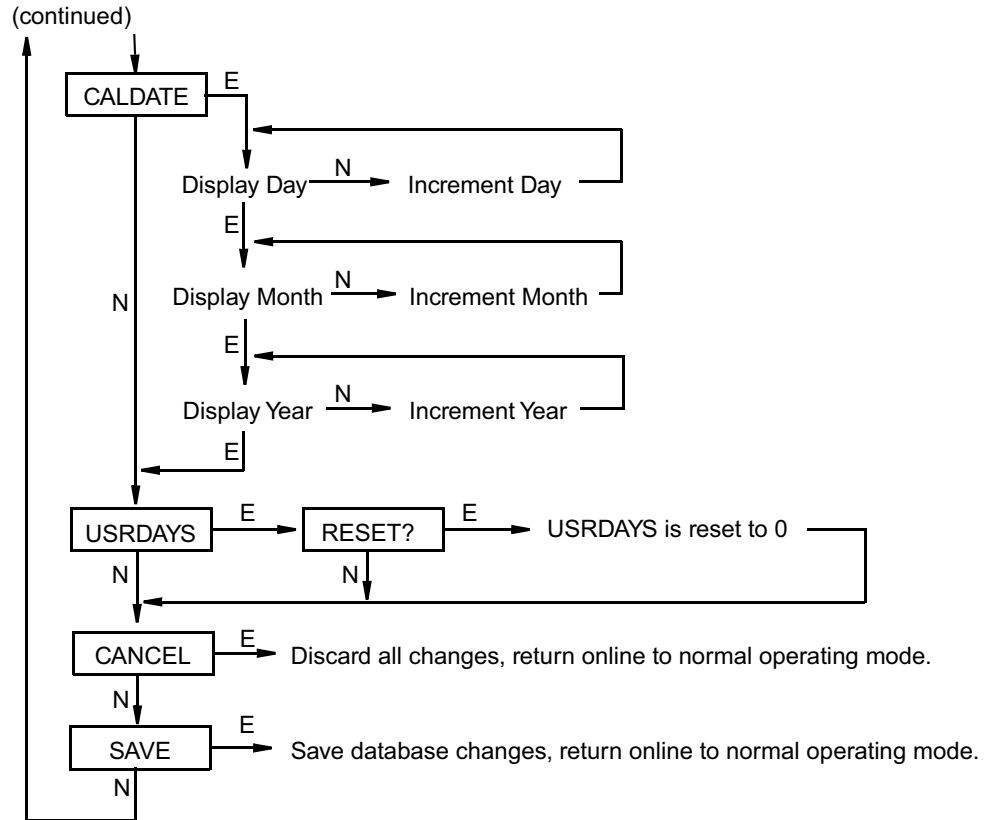 (continued)
CALDATE
E
Display Day
N
Increment Day
E
Display Month
N
Increment Month
N
E
Display Year
N
Increment Year
E
USRDAYS
E
RESET?
E
USRDAYS is reset to 0
N
N
CANCEL
E
Discard all changes, return online to normal operating mode.
N
SAVE
E
Save database changes, return online to normal operating mode.
N